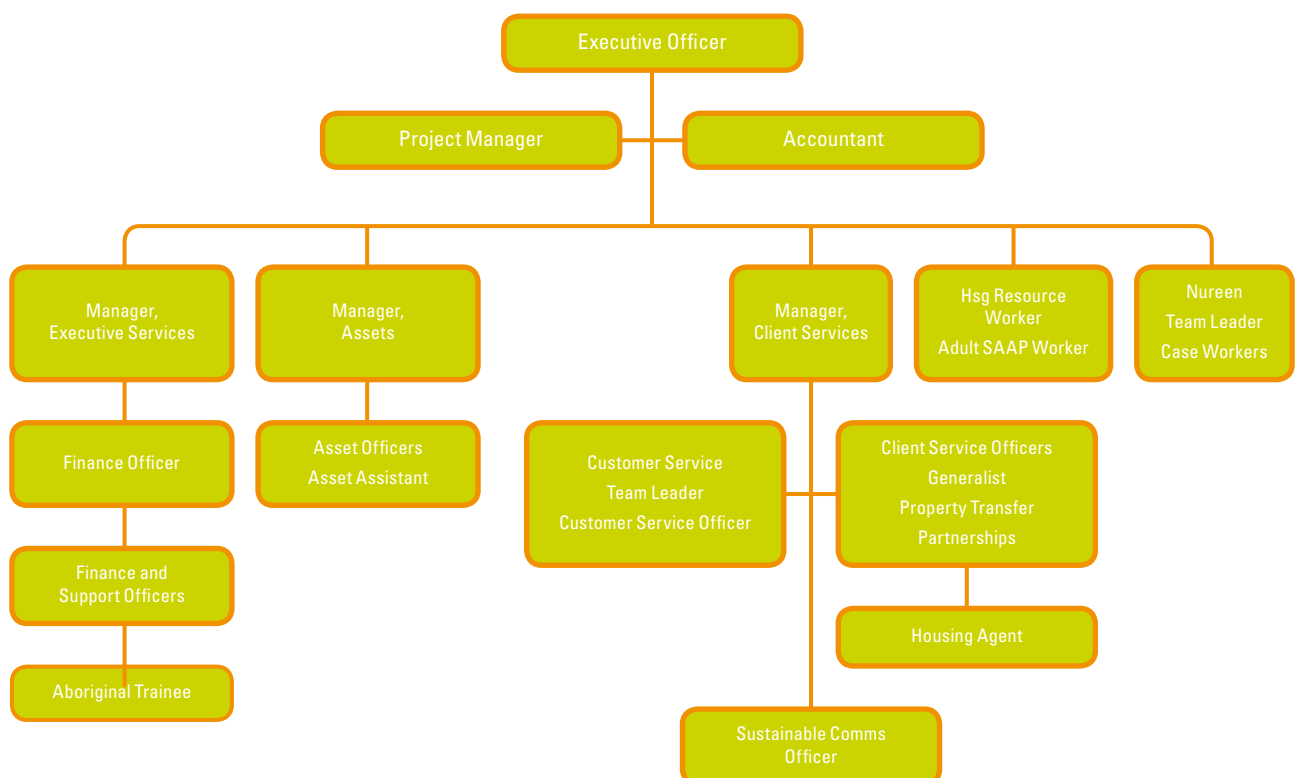 Executive Officer
Project Manager
Accountant
Manager,
Executive Services
Manager,
Assets
Manager,
Client Services
Hsg Resource
Worker
Adult SAAP Worker
Nureen
Team Leader
Case Workers
Finance Officer
Asset Officers
Asset Assistant
Customer Service
Team Leader
Customer Service Officer
Client Service Officers
Generalist
Property Transfer
Partnerships
Finance and
Support Officers
Housing Agent
Aboriginal Trainee
Sustainable Comms
Officer